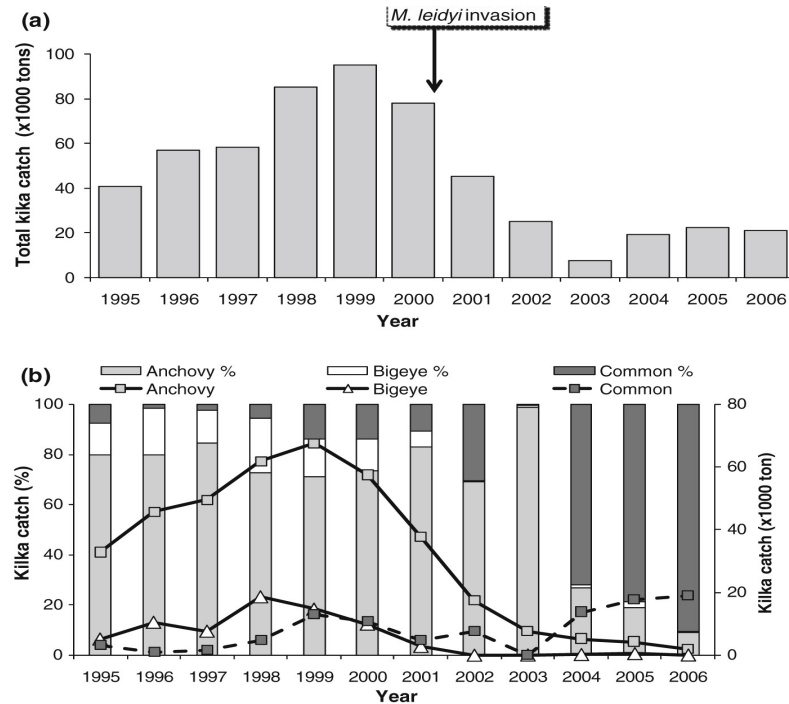 (a)
M. leidyi invasion
Total kika catch (x1000 tons)
100
80
60
40
20
0
1995 1996 1997 1998 1999 2000 2001 2002 2003 2004 2005 2006
Year
(b)
Anchovy % Bigeye % Common %
Anchovy Bigeye Common
Kilka catch (%)
100
80
60
40
20
0
80
60
40
20
0
Kilka catch (x1000 ton)
1995 1996 1997 1998 1999 2000 2001 2002 2003 2004 2005 2006
Year